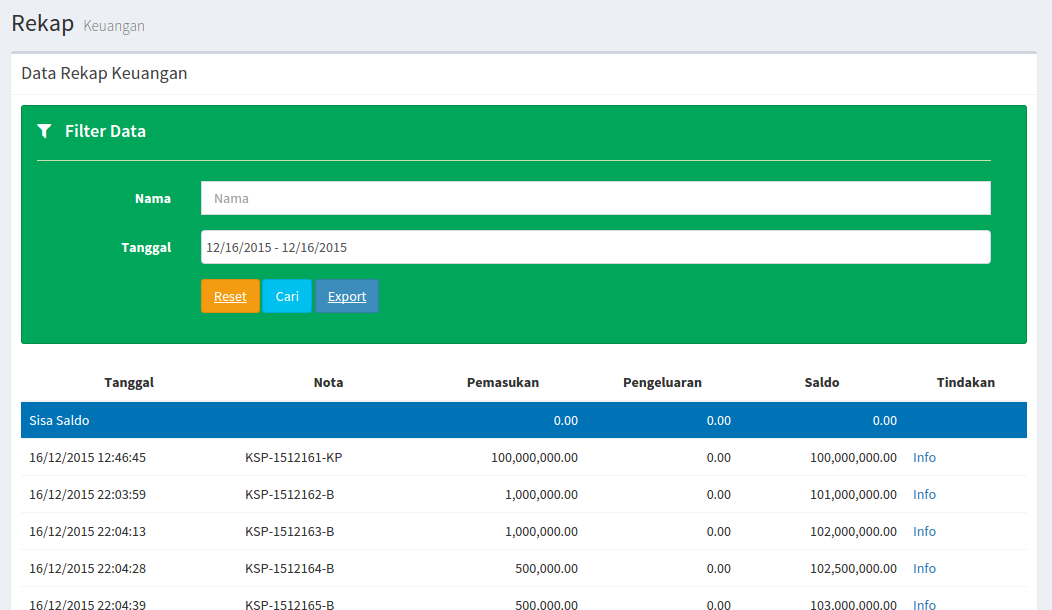 Rekap Keuangan
Data Rekap Keuangan
Filter Data
Nama Nama
Tanggal 12/16/2015 - 12/16/2015
Reset Cari Export
Tanggal Nota Pemasukan Pengeluaran Saldo Tindakan
Sisa Saldo 0.00 0.00 0.00
16/12/2015 12:46:45 KSP-1512161-KP 100,000,000.00 0.00 100,000,000.00 Info
16/12/2015 22:03:59 KSP-1512162-B 1,000,000.00 0.00 101,000,000.00 Info
16/12/2015 22:04:13 KSP-1512163-B 1,000,000.00 0.00 102,000,000.00 Info
16/12/2015 22:04:28 KSP-1512164-B 500,000.00 0.00 102,500,000.00 Info
16/12/2015 22:04:39 KSP-1512165-B 500,000.00 0.00 103,000,000.00 Info